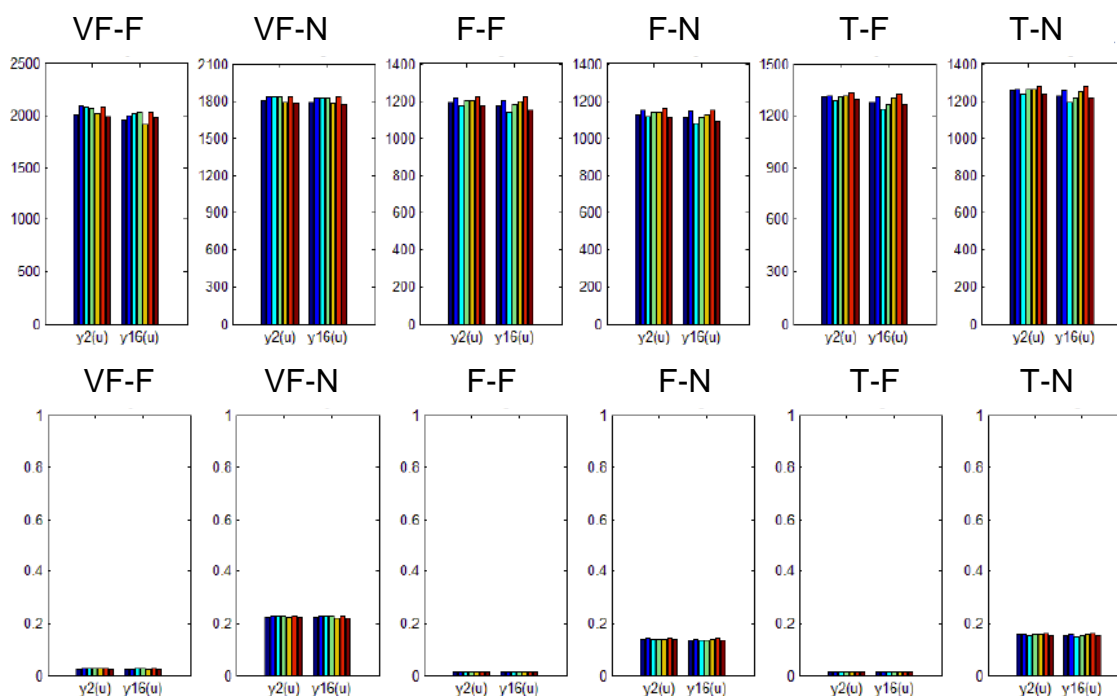 VF-F VF-N F-F F-N T-F T-N
2500 2100 1400 1400 1500 1400
2000 1800 1200 1200 1200 1200
1500 1500 1000 1000 900 1000
1000 1200 800 800 600 800
500 900 600 600 300 600
0 600 400 400 0 400
300 200 200 200
0 0 0 0
y2(u) y16(u) y2(u) y16(u) y2(u) y16(u) y2(u) y16(u) y2(u) y16(u) y2(u) y16(u)
VF-F VF-N F-F F-N T-F T-N
1 1 1 1 1 1
0.8 0.8 0.8 0.8 0.8 0.8
0.6 0.6 0.6 0.6 0.6 0.6
0.4 0.4 0.4 0.4 0.4 0.4
0.2 0.2 0.2 0.2 0.2 0.2
0 0 0 0 0 0
y2(u) y16(u) y2(u) y16(u) y2(u) y16(u) y2(u) y16(u) y2(u) y16(u) y2(u) y16(u)